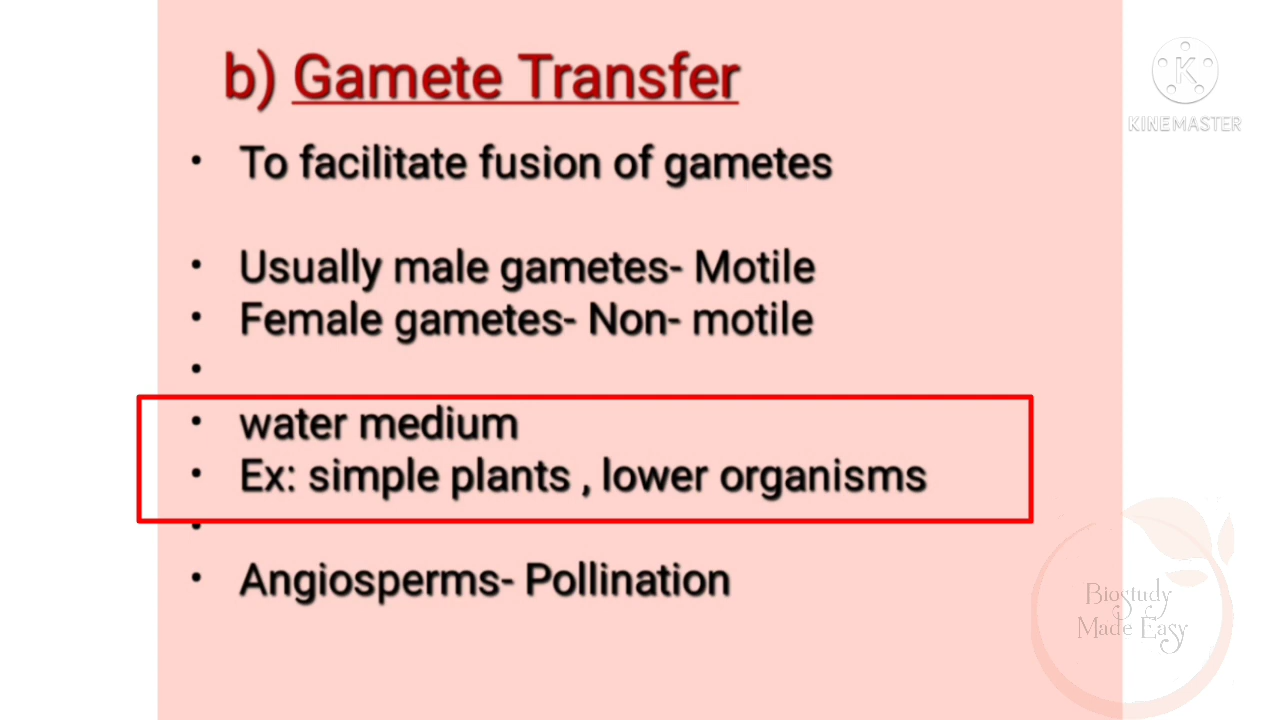 b) Gamete Transfer
K
KINEMASTER
• To facilitate fusion of gametes
• Usually male gametes- Motile
• Female gametes- Non- motile
•
• water medium
• Ex: simple plants , lower organisms
•
• Angiosperms- Pollination
Biostudy
Made Easy